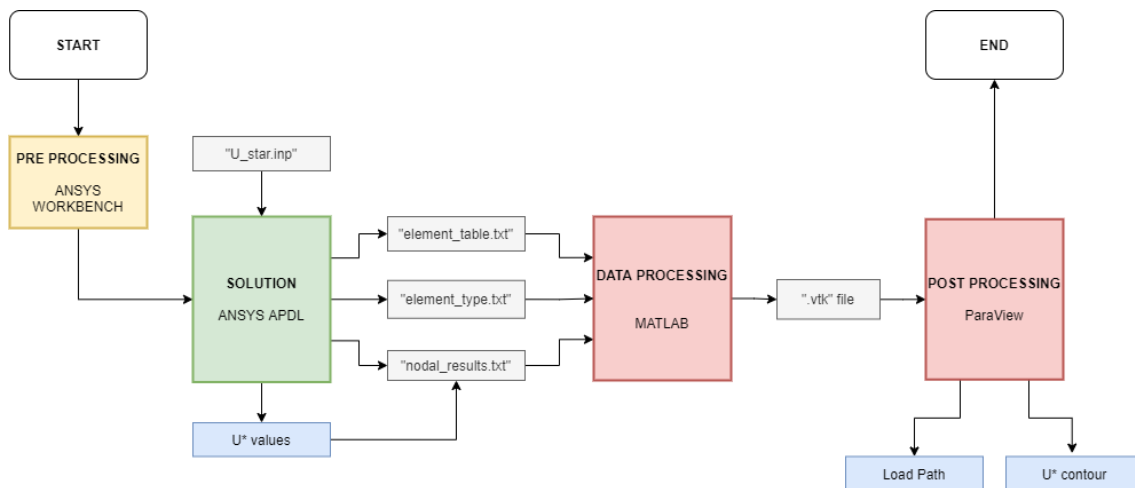 START
END
PRE PROCESSING
ANSYS
WORKBENCH
"U_star.inp"
SOLUTION
ANSYS APDL
"element_table.txt"
"element_type.txt"
"nodal_results.txt"
U* values
DATA PROCESSING
MATLAB
".vtk" file
POST PROCESSING
ParaView
Load Path
U* contour